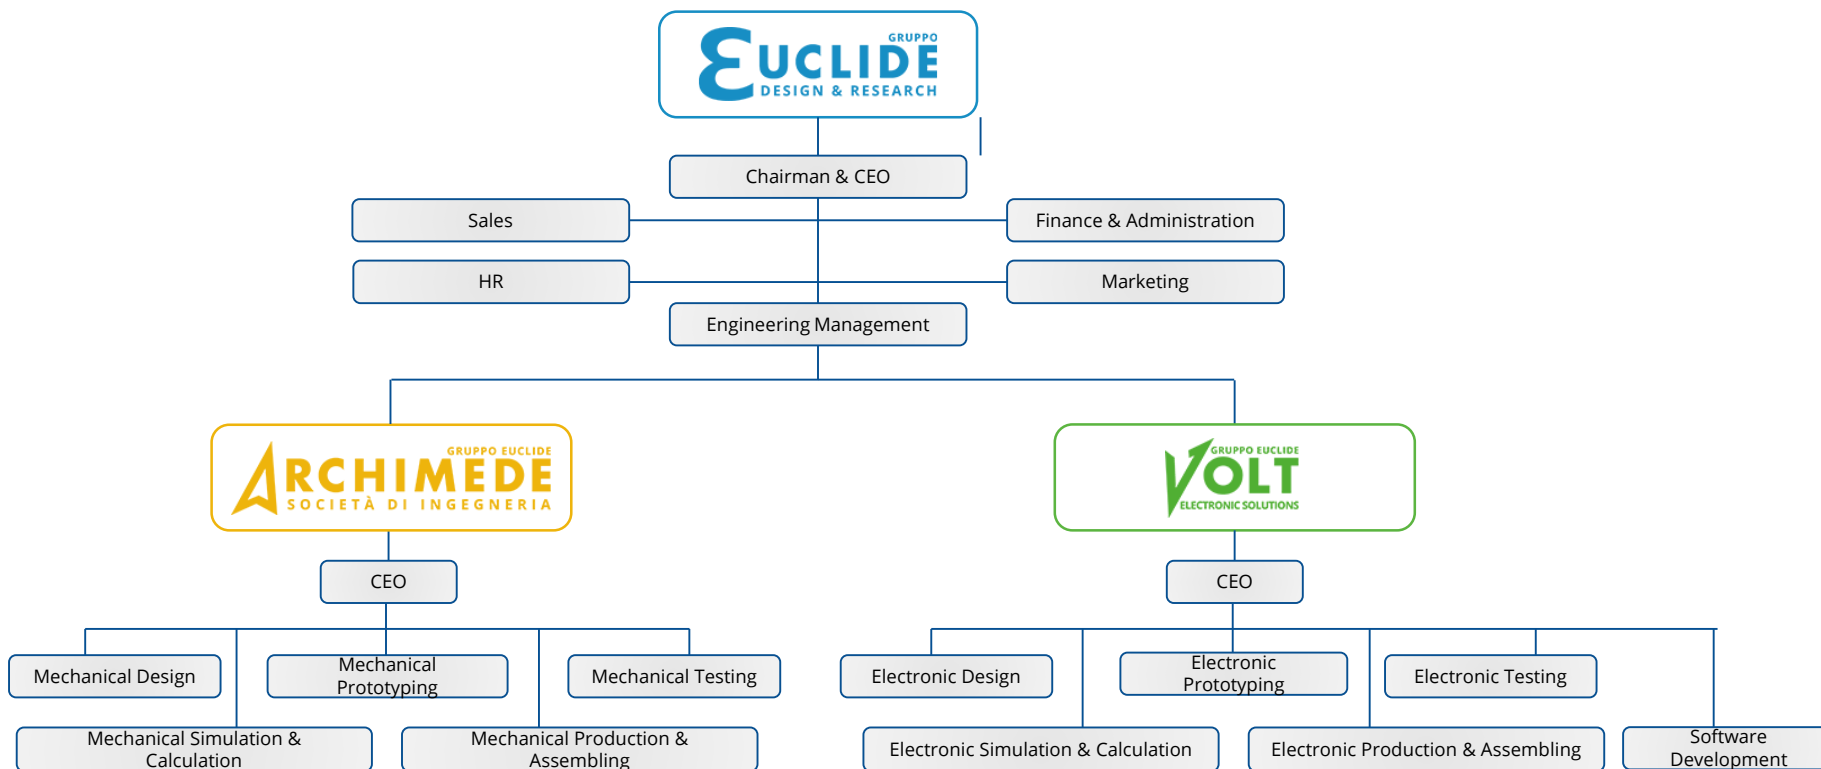 GRUPPO
EUCLIDE
DESIGN & RESEARCH
Chairman & CEO
Sales
Finance & Administration
HR
Marketing
Engineering Management
GRUPPO EUCLIDE
ARCHIMEDE
SOCIETÀ DI INGEGNERIA
GRUPPO EUCLIDE
VOLT
ELECTRONIC SOLUTIONS
CEO
CEO
Mechanical Design
Mechanical
Prototyping
Mechanical Testing
Electronic Design
Electronic
Prototyping
Electronic Testing
Mechanical Simulation &
Calculation
Mechanical Production &
Assembling
Electronic Simulation & Calculation
Electronic Production & Assembling
Software
Development